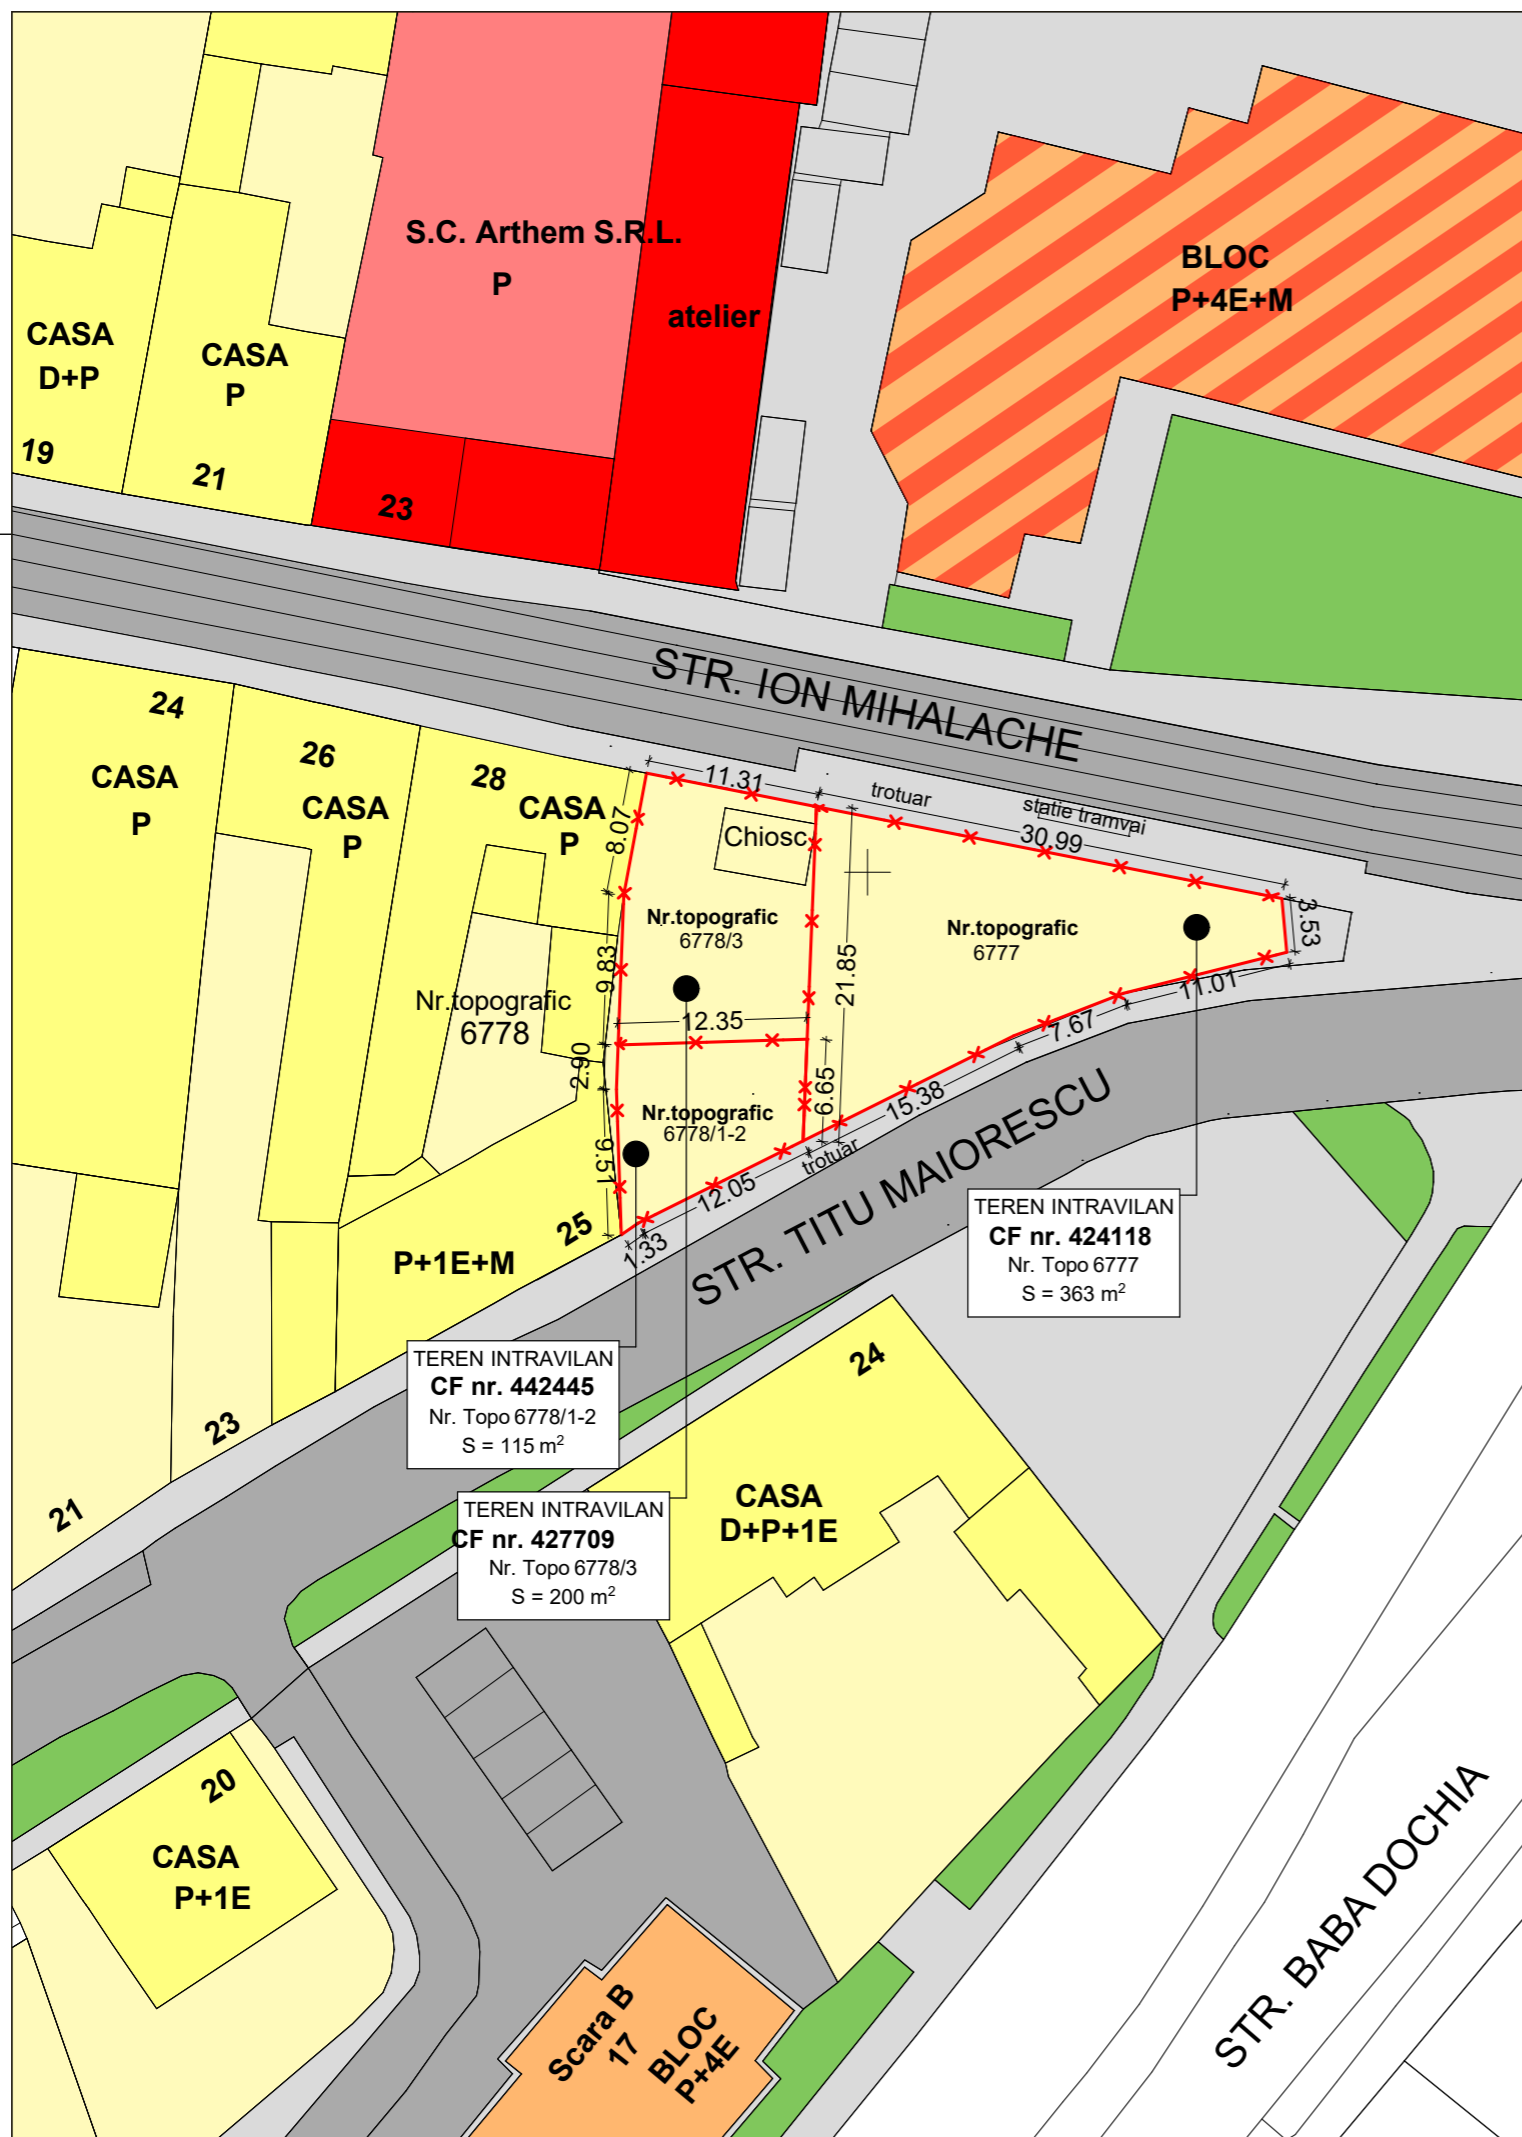 S.C. Arthem S.R.L.
P
atelier
BLOC
P+4E+M
CASA
D+P
19
CASA
P
21
23
STR. ION MIHALACHE
24
CASA
P
26
CASA
P
28
CASA
P
11.31
8.07
Chiosc
trotuar
statie tramvai
30.99
3.53
Nr.topografic
6778/3
Nr.topografic
6777
9.83
21.85
11.01
12.35
7.67
Nr.topografic
6778
2.90
6.65
15.38
Nr.topografic
6778/1-2
trotuar
9.51
12.05
1.33
25
P+1E+M
STR. TITU MAIORESCU
TEREN INTRAVILAN
CF nr. 424118
Nr. Topo 6777
S = 363 m²
TEREN INTRAVILAN
CF nr. 442445
Nr. Topo 6778/1-2
S = 115 m²
24
23
21
TEREN INTRAVILAN
CF nr. 427709
Nr. Topo 6778/3
S = 200 m²
CASA
D+P+1E
20
CASA
P+1E
STR. BABA DOCHIA
Scara B
17
BLOC
P+4E